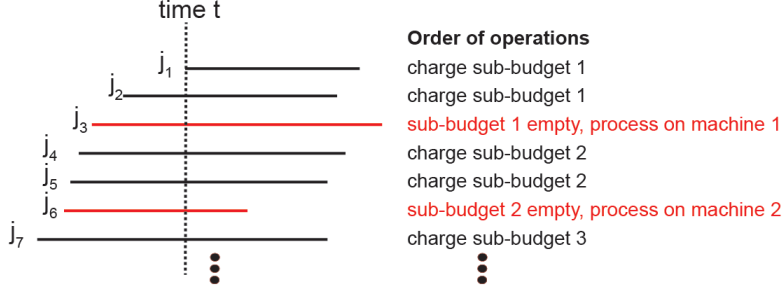 time t
Order of operations
j1 charge sub-budget 1
j2 charge sub-budget 1
j3 sub-budget 1 empty, process on machine 1
j4 charge sub-budget 2
j5 charge sub-budget 2
j6 sub-budget 2 empty, process on machine 2
j7 charge sub-budget 3